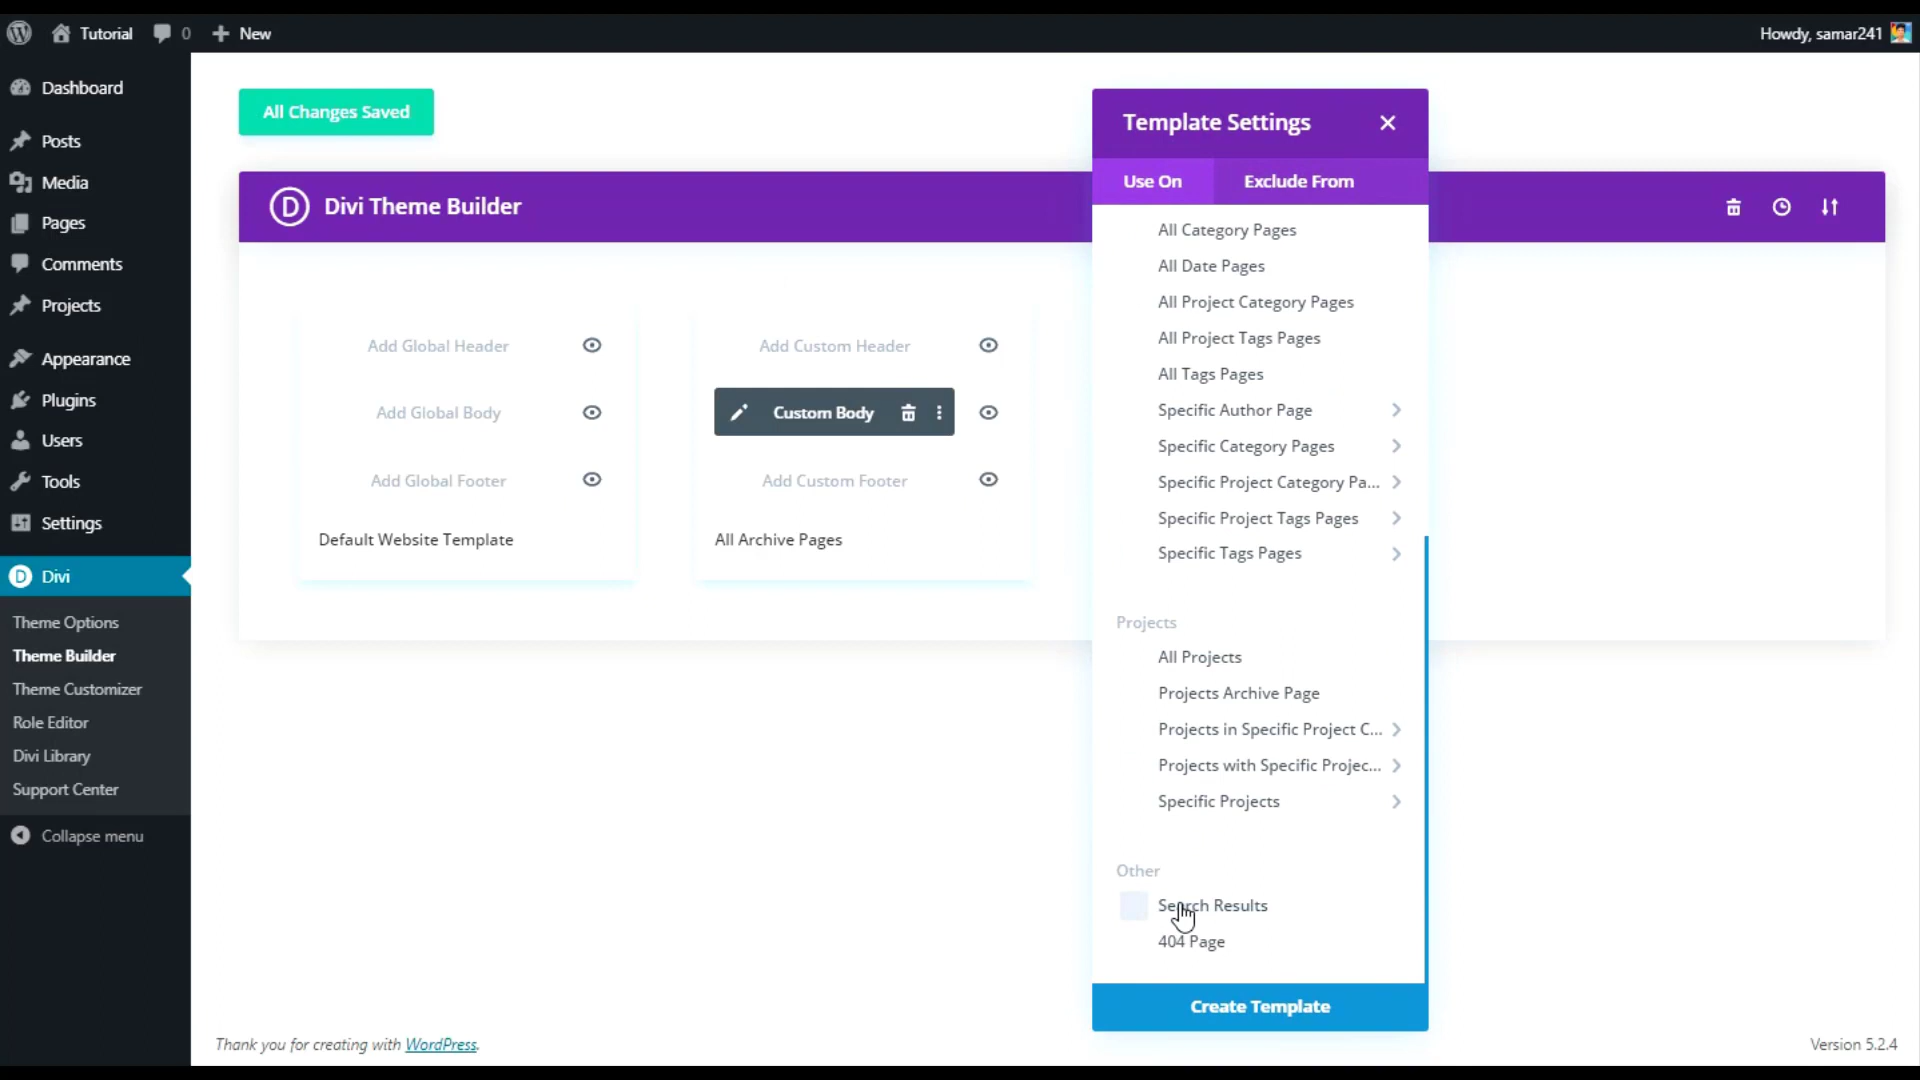 Tutorial
0
New
Howdy, samar241
Dashboard
Posts
Media
Pages
Comments
Projects
Appearance
Plugins
Users
Tools
Settings
Divi
Theme Options
Theme Builder
Theme Customizer
Role Editor
Divi Library
Support Center
Collapse menu
All Changes Saved
Divi Theme Builder
Add Global Header
Add Global Body
Add Global Footer
Default Website Template
Add Custom Header
Custom Body
Add Custom Footer
All Archive Pages
Template Settings
Use On
Exclude From
All Category Pages
All Date Pages
All Project Category Pages
All Project Tags Pages
All Tags Pages
Specific Author Page
Specific Category Pages
Specific Project Category Pa...
Specific Project Tags Pages
Specific Tags Pages
Projects
All Projects
Projects Archive Page
Projects in Specific Project C...
Projects with Specific Projec...
Specific Projects
Other
Search Results
404 Page
Create Template
Thank you for creating with WordPress.
Version 5.2.4